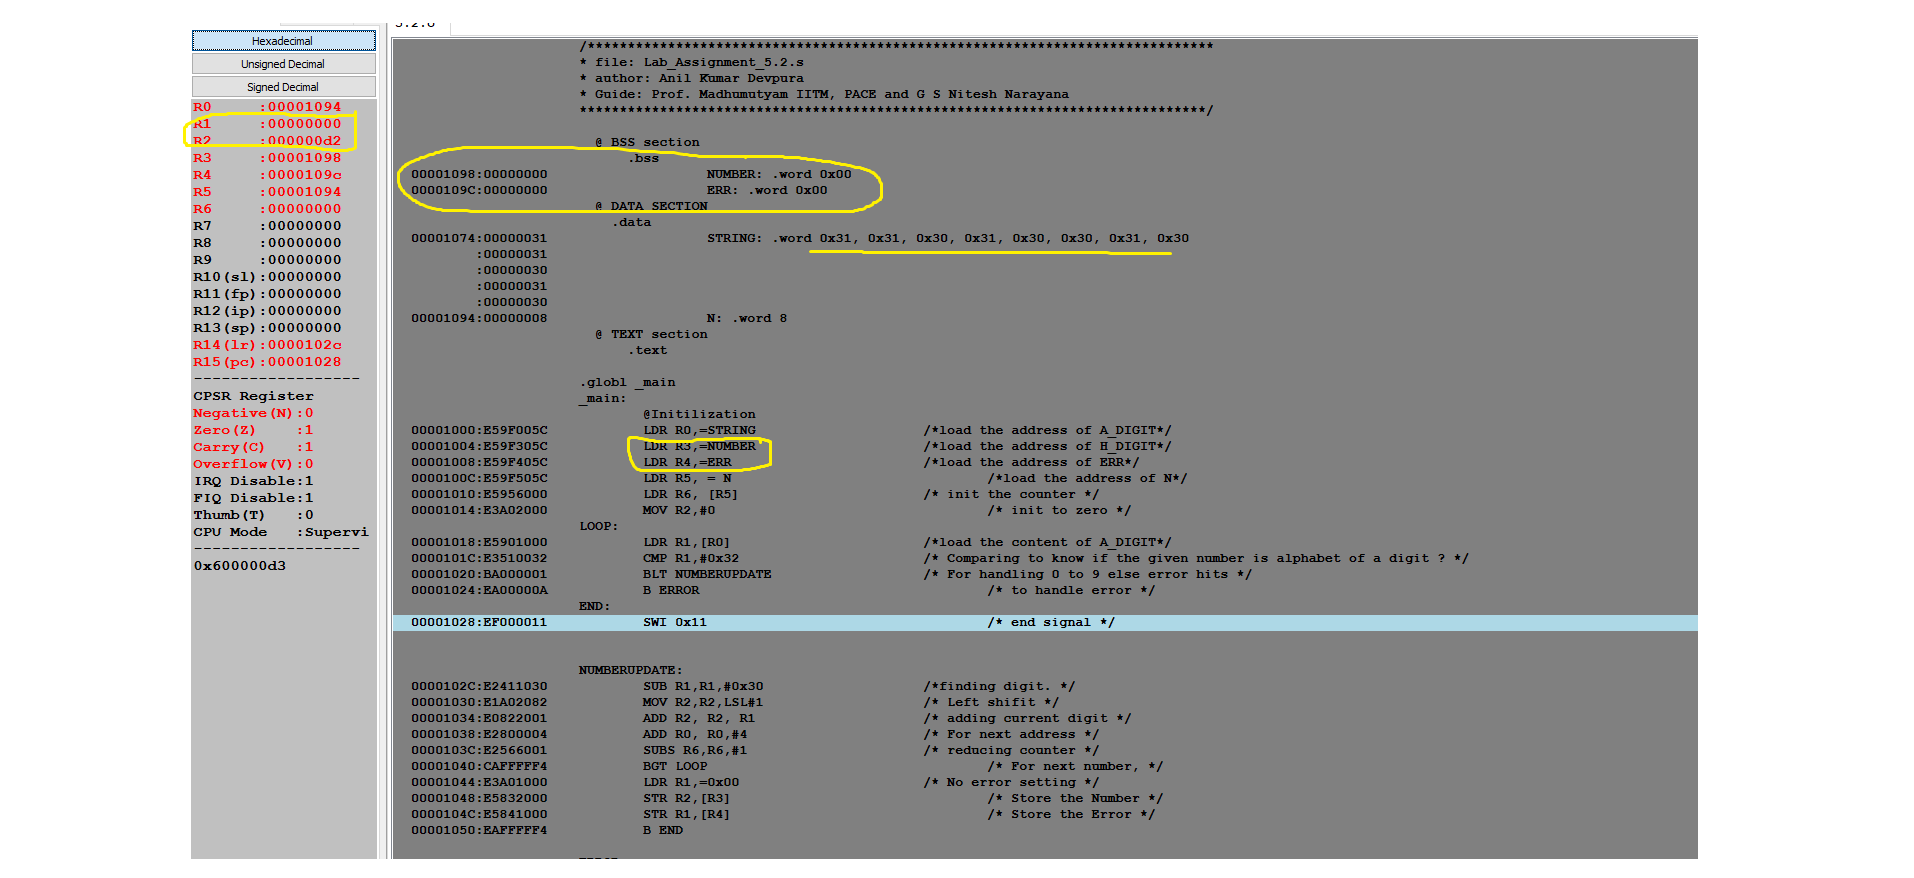 5.2.0
Hexadecimal
Unsigned Decimal
Signed Decimal
R0 :00001094
R1 :00000000
R2 :000000d2
R3 :00001098
R4 :0000109c
R5 :00001094
R6 :00000000
R7 :00000000
R8 :00000000
R9 :00000000
R10(sl):00000000
R11(fp):00000000
R12(ip):00000000
R13(sp):00000000
R14(lr):0000102c
R15(pc):00001028
-------------------
CPSR Register
Negative(N):0
Zero(Z) :1
Carry(C) :1
Overflow(V):0
IRQ Disable:1
FIQ Disable:1
Thumb(T) :0
CPU Mode :Supervi
-------------------
0x600000d3
/******************************************************************************
* file: Lab_Assignment_5.2.s
* author: Anil Kumar Devpura
* Guide: Prof. Madhumutyam IITM, PACE and G S Nitesh Narayana
******************************************************************************/
@ BSS section
.bss
00001098:00000000 NUMBER: .word 0x00
0000109C:00000000 ERR: .word 0x00
@ DATA SECTION
.data
00001074:00000031 STRING: .word 0x31, 0x31, 0x30, 0x31, 0x30, 0x30, 0x31, 0x30
:00000031
:00000030
:00000031
:00000030
00001094:00000008 N: .word 8
@ TEXT section
.text
.globl _main
_main:
@Initilization
00001000:E59F005C LDR R0,=STRING /*load the address of A_DIGIT*/
00001004:E59F305C LDR R3,=NUMBER /*load the address of H_DIGIT*/
00001008:E59F405C LDR R4,=ERR /*load the address of ERR*/
0000100C:E59F505C LDR R5, = N /*load the address of N*/
00001010:E5956000 LDR R6, [R5] /* init the counter */
00001014:E3A02000 MOV R2,#0 /* init to zero */
LOOP:
00001018:E5901000 LDR R1,[R0] /*load the content of A_DIGIT*/
0000101C:E3510032 CMP R1,#0x32 /* Comparing to know if the given number is alphabet of a digit ? */
00001020:BA000001 BLT NUMBERUPDATE /* For handling 0 to 9 else error hits */
00001024:EA00000A B ERROR /* to handle error */
END:
00001028:EF000011 SWI 0x11 /* end signal */
NUMBERUPDATE:
0000102C:E2411030 SUB R1,R1,#0x30 /*finding digit. */
00001030:E1A02082 MOV R2,R2,LSL#1 /* Left shifit */
00001034:E0822001 ADD R2, R2, R1 /* adding current digit */
00001038:E2800004 ADD R0, R0,#4 /* For next address */
0000103C:E2566001 SUBS R6,R6,#1 /* reducing counter */
00001040:CAFFFFF4 BGT LOOP /* For next number, */
00001044:E3A01000 LDR R1,=0x00 /* No error setting */
00001048:E5832000 STR R2,[R3] /* Store the Number */
0000104C:E5841000 STR R1,[R4] /* Store the Error */
00001050:EAFFFFF4 B END